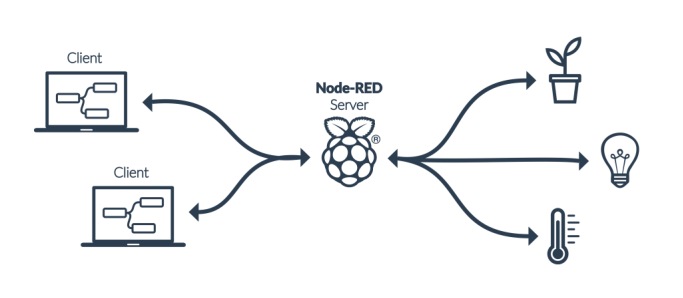 Client
Node-RED
Server
®
Client